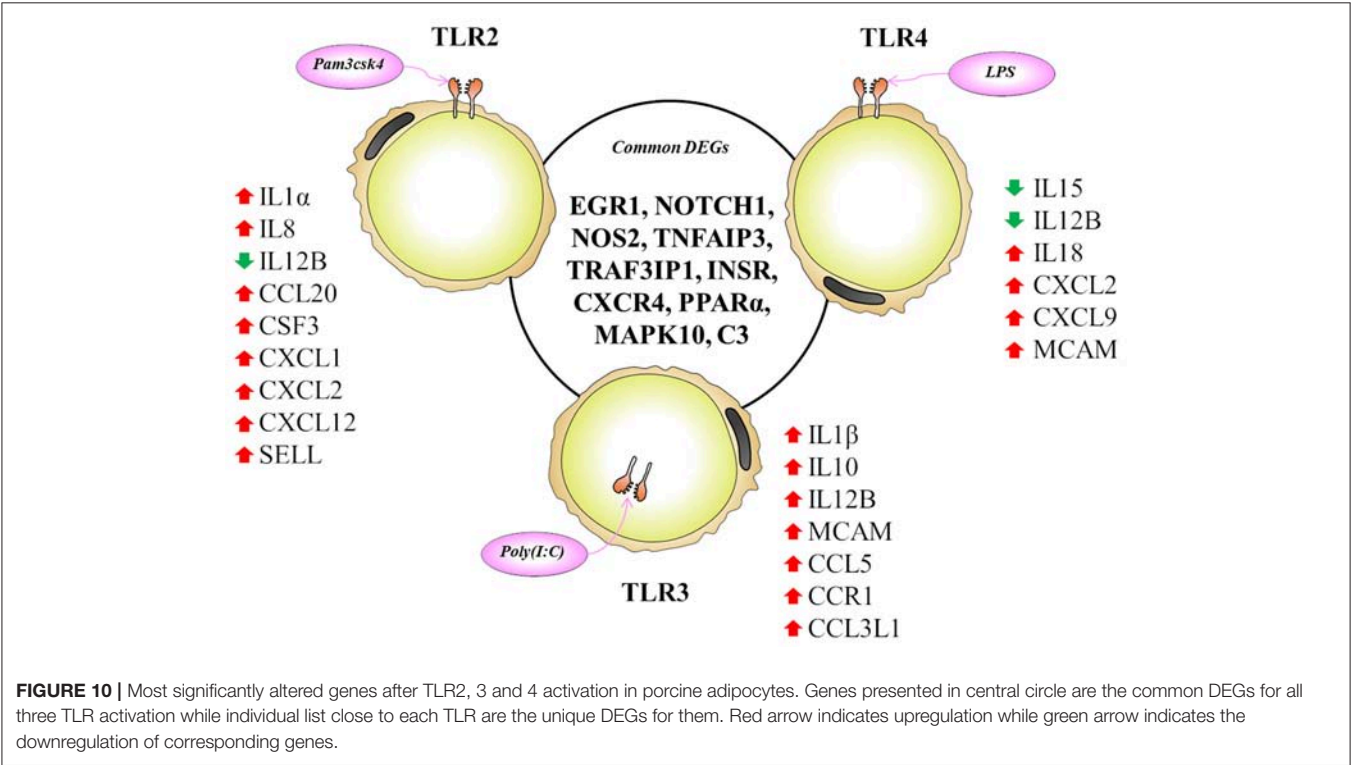 TLR2
TLR4
Pam3csk4
LPS
Common DEGs
EGR1, NOTCH1,
NOS2, TNFAIP3,
TRAF3IP1, INSR,
CXCR4, PPARα,
MAPK10, C3
IL1α
IL8
IL12B
CCL20
CSF3
CXCL1
CXCL2
CXCL12
SELL
IL15
IL12B
IL18
CXCL2
CXCL9
MCAM
Poly(I:C)
TLR3
IL1β
IL10
IL12B
MCAM
CCL5
CCR1
CCL3L1
FIGURE 10 | Most significantly altered genes after TLR2, 3 and 4 activation in porcine adipocytes. Genes presented in central circle are the common DEGs for all
three TLR activation while individual list close to each TLR are the unique DEGs for them. Red arrow indicates upregulation while green arrow indicates the
downregulation of corresponding genes.